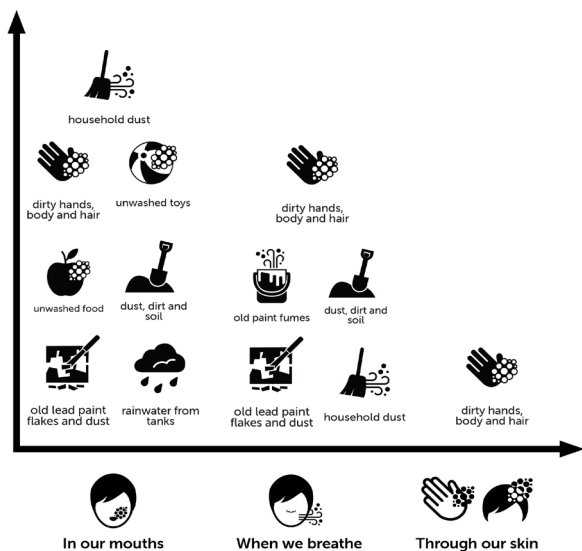 household dust
dirty hands,
body and hair
unwashed toys
dirty hands,
body and hair
unwashed food
dust, dirt and
soil
old paint fumes
dust, dirt and
soil
old lead paint
flakes and dust
rainwater from
tanks
old lead paint
flakes and dust
household dust
dirty hands,
body and hair
In our mouths
When we breathe
Through our skin